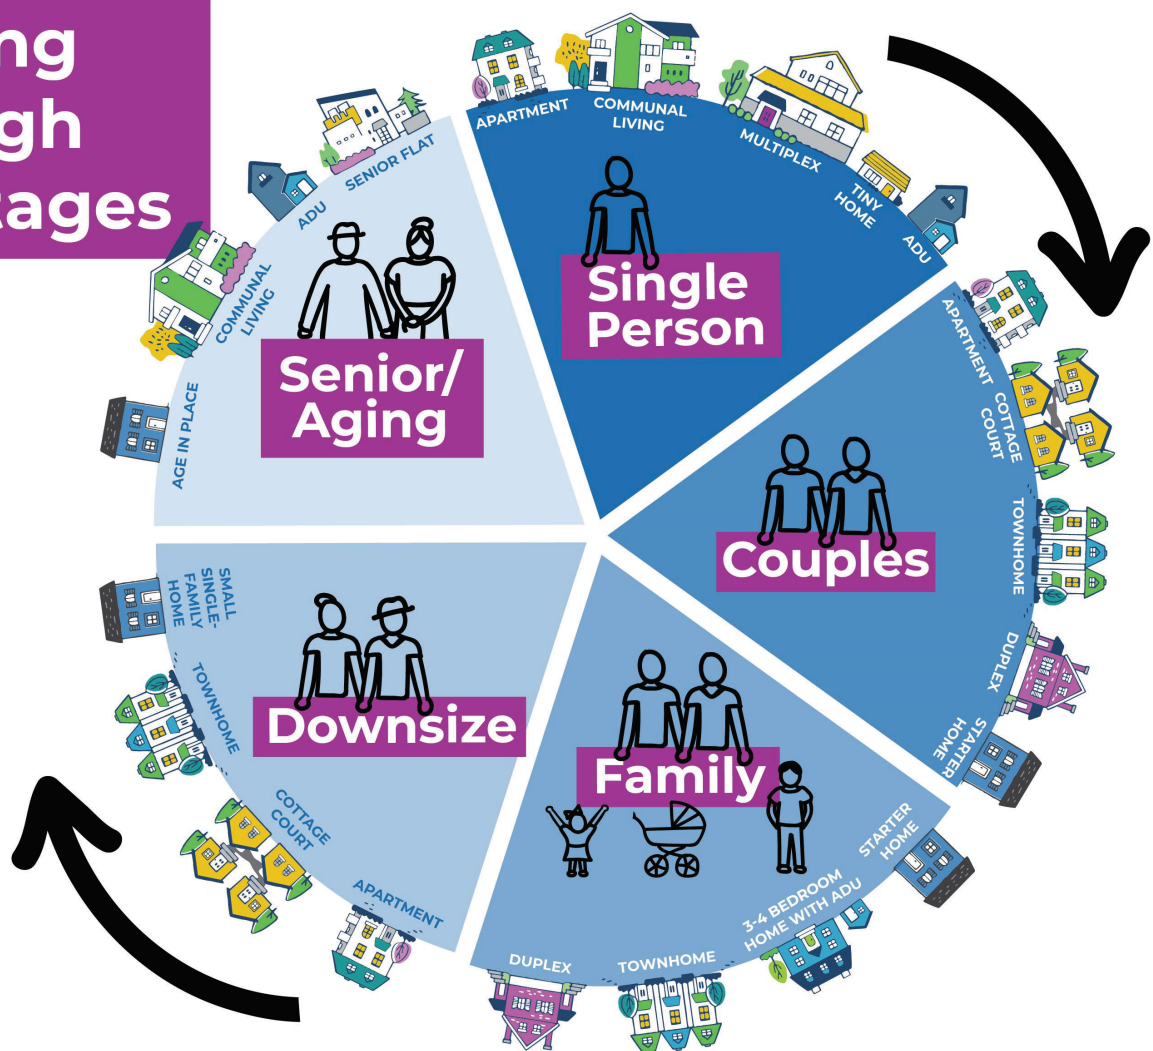 ng
gh
tages
APARTMENT
COMMUNAL
LIVING
MULTIPLEX
TINY
HOME
ADU
Single
Person
APARTMENT
COTTAGE
COURT
TOWNHOME
DUPLEX
STARTER
HOME
Couples
STARTER
HOME
3-4 BEDROOM
HOME WITH ADU
TOWNHOME
DUPLEX
Family
APARTMENT
COTTAGE
COURT
TOWNHOME
SMALL
SINGLE-
FAMILY
HOME
Downsize
AGE IN PLACE
COMMUNAL
LIVING
ADU
SENIOR FLAT
Senior/
Aging